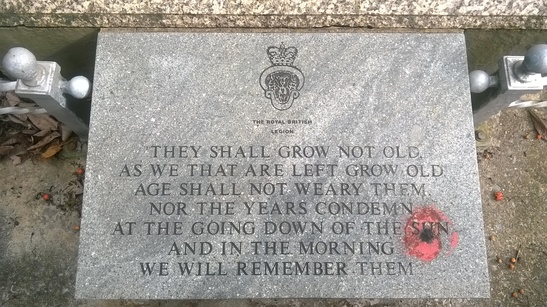 THE ROYAL BRITISH
LEGION
THEY SHALL GROW NOT OLD,
AS WE THAT ARE LEFT GROW OLD
AGE SHALL NOT WEARY THEM,
NOR THE YEARS CONDEMN
AT THE GOING DOWN OF THE SUN
AND IN THE MORNING
WE WILL REMEMBER THEM